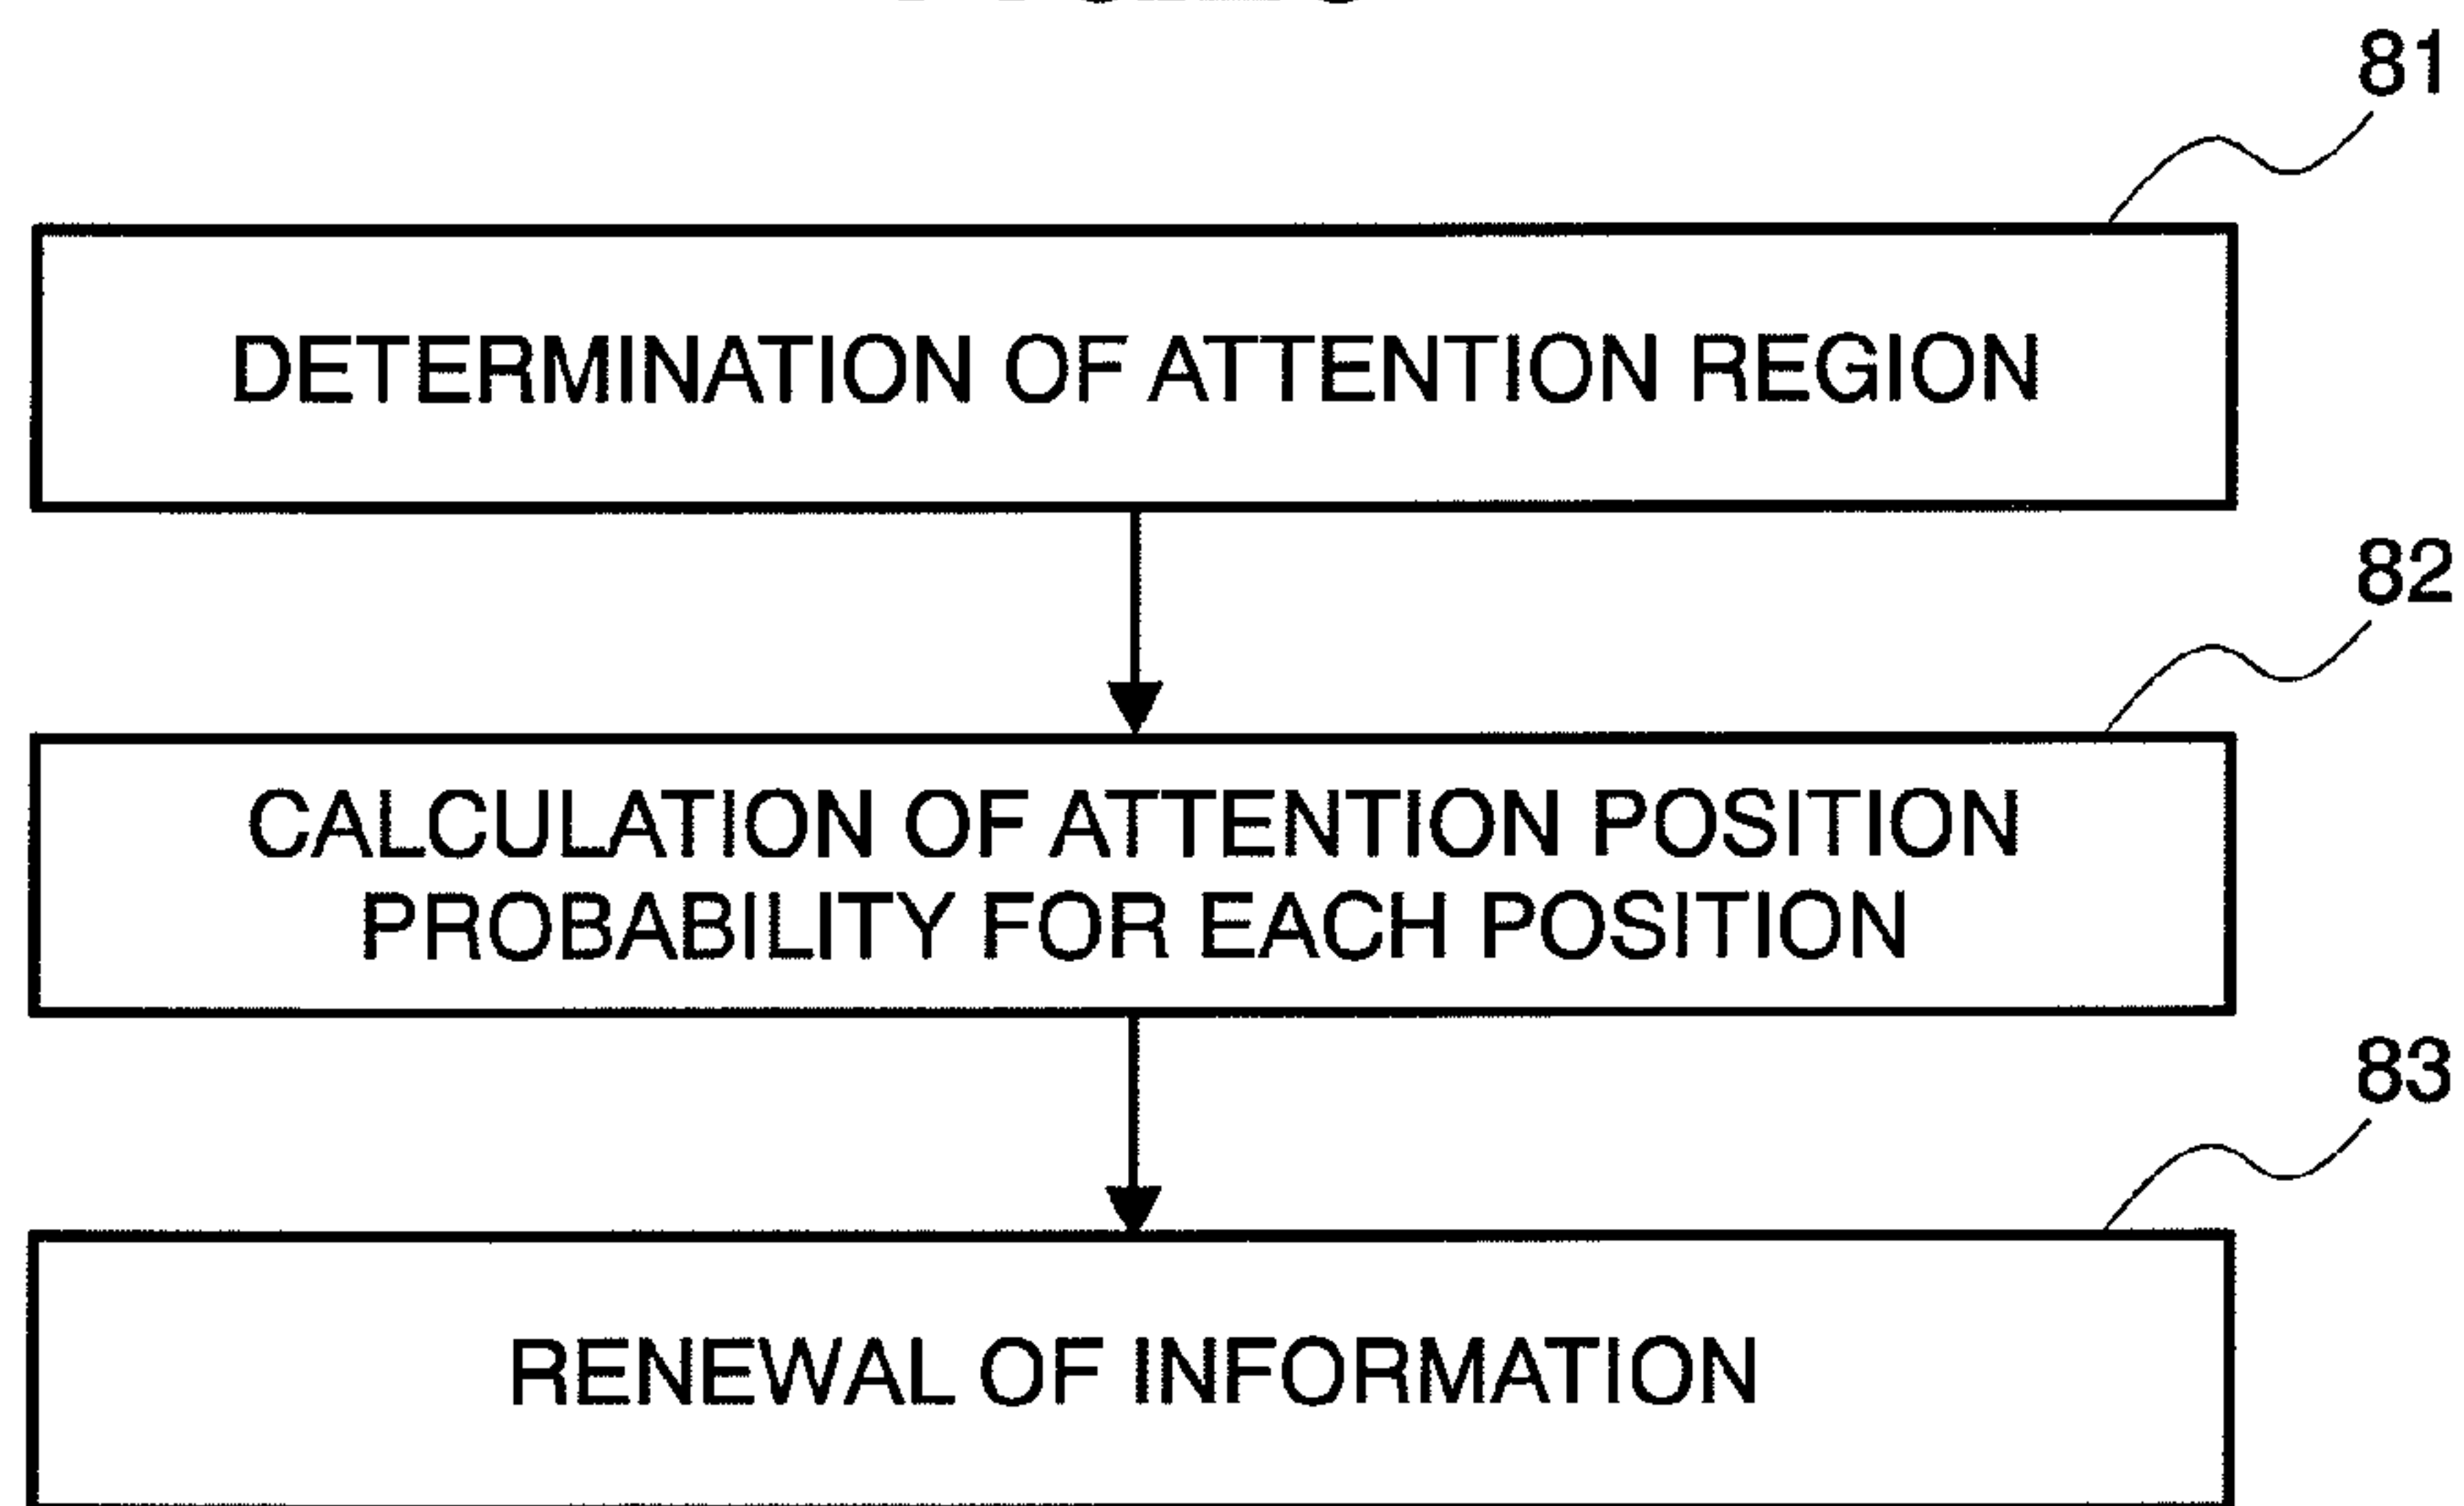 81
DETERMINATION OF ATTENTION REGION
82
CALCULATION OF ATTENTION POSITION
PROBABILITY FOR EACH POSITION
83
RENEWAL OF INFORMATION